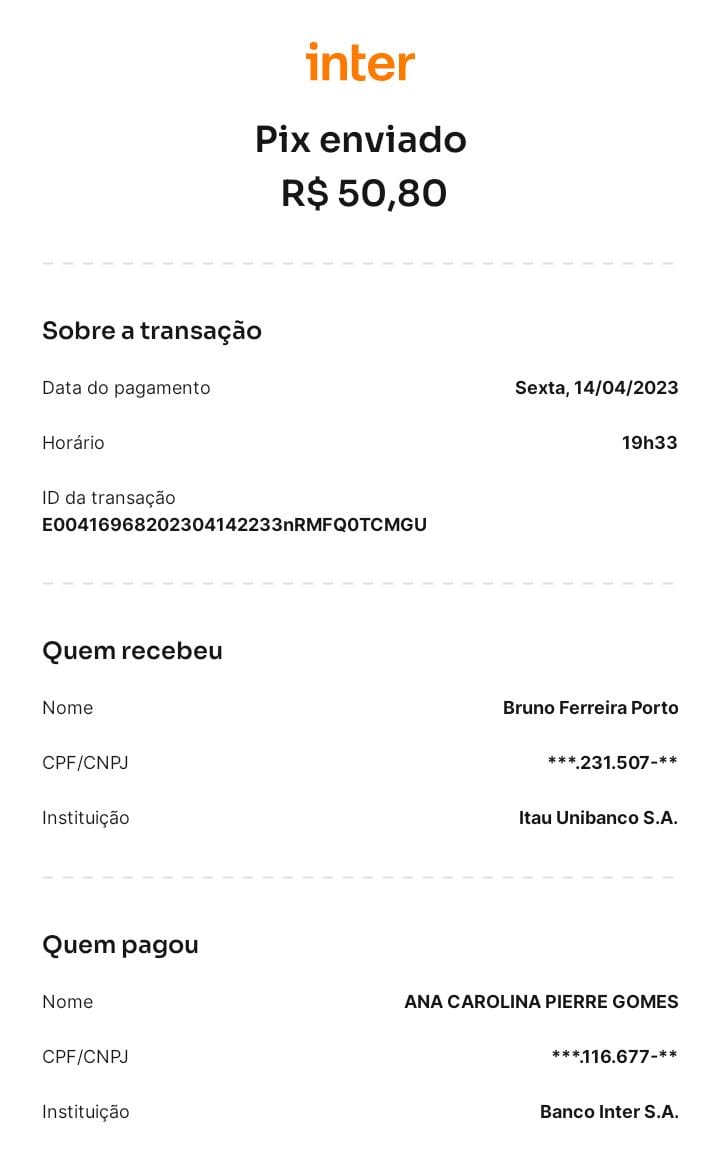 inter
Pix enviado
R$ 50,80
Sobre a transação
Data do pagamento Sexta, 14/04/2023
Horário 19h33
ID da transação
E00416968202304142233nRMFQ0TCMGU
Quem recebeu
Nome Bruno Ferreira Porto
CPF/CNPJ ***.231.507-**
Instituição Itau Unibanco S.A.
Quem pagou
Nome ANA CAROLINA PIERRE GOMES
CPF/CNPJ ***.116.677-**
Instituição Banco Inter S.A.